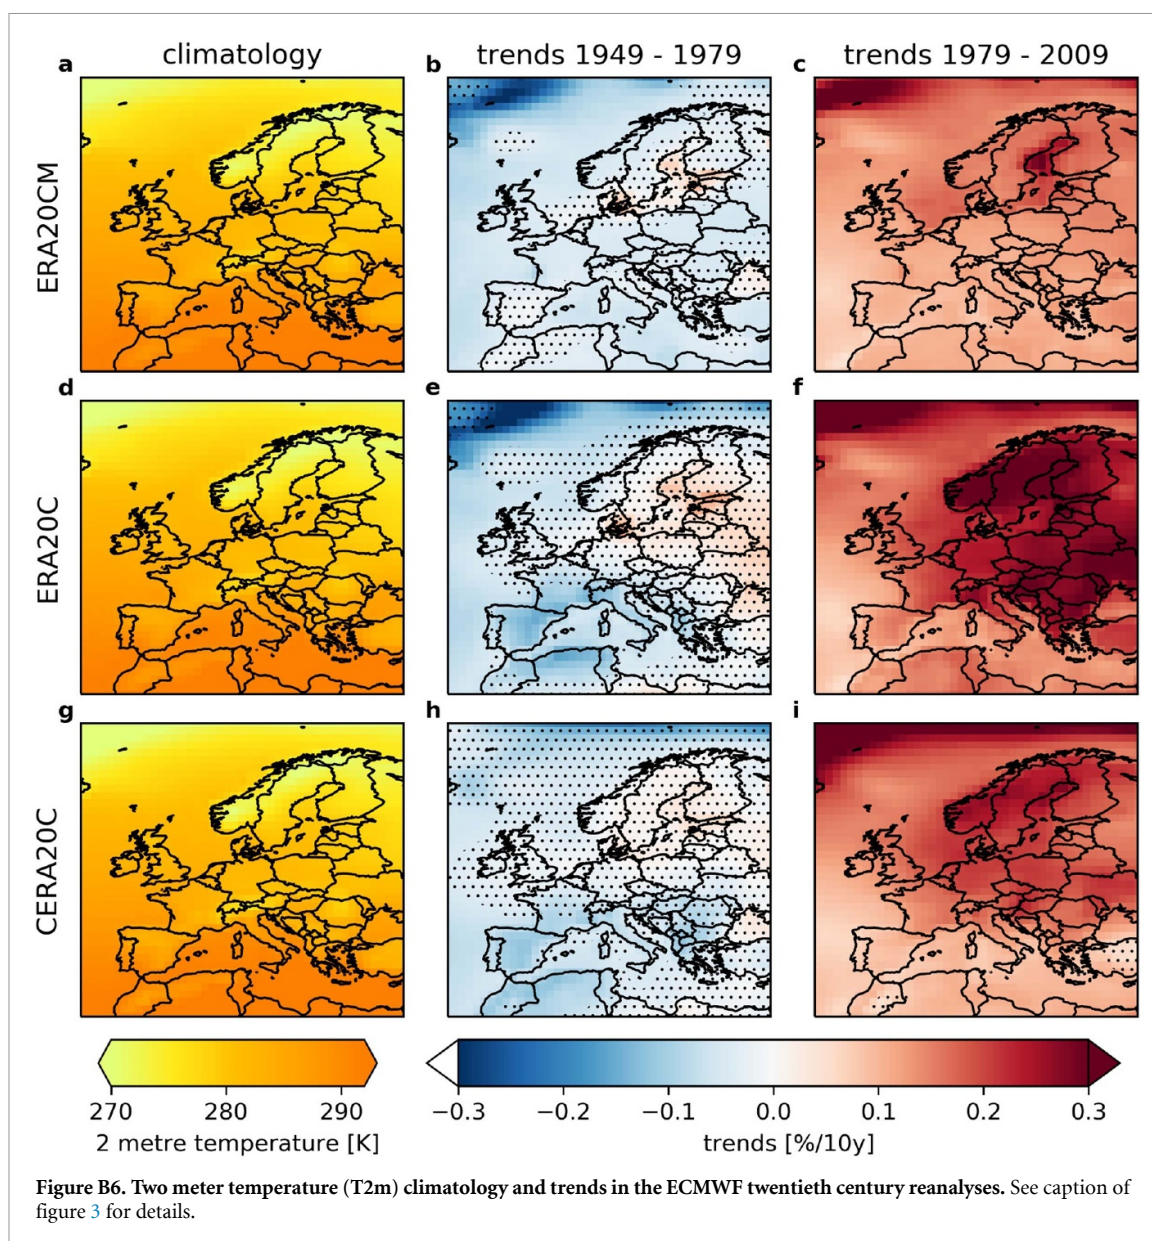 climatology
trends 1949 - 1979
trends 1979 - 2009
a
b
c
ERA20CM
d
e
f
ERA20C
g
h
i
CERA20C
270
280
290
2 metre temperature [K]
−0.3
−0.2
−0.1
0.0
0.1
0.2
0.3
trends [%/10y]
Figure B6. Two meter temperature (T2m) climatology and trends in the ECMWF twentieth century reanalyses. See caption of
figure 3 for details.